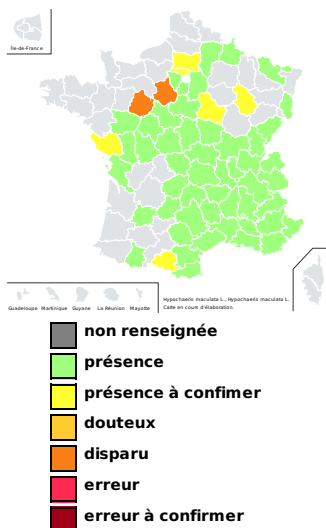 Île-de-France
Guadeloupe Martinique Guyane La Réunion Mayotte
Hypochaeris maculata L., Hypochaeris maculata L.
Carte en cours d'élaboration.
non renseignée
présence
présence à confimer
douteux
disparu
erreur
erreur à confirmer